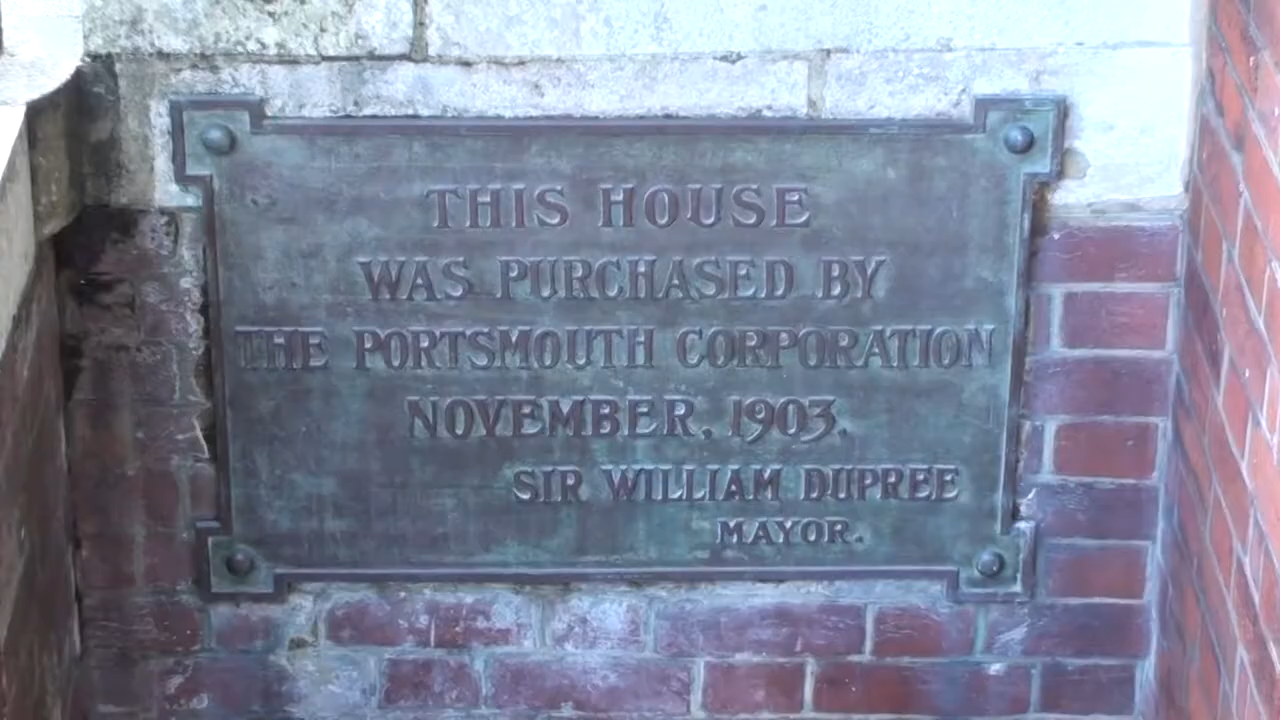 THIS HOUSE
WAS PURCHASED BY
THE PORTSMOUTH CORPORATION
NOVEMBER, 1903.
SIR WILLIAM DUPREE
MAYOR.